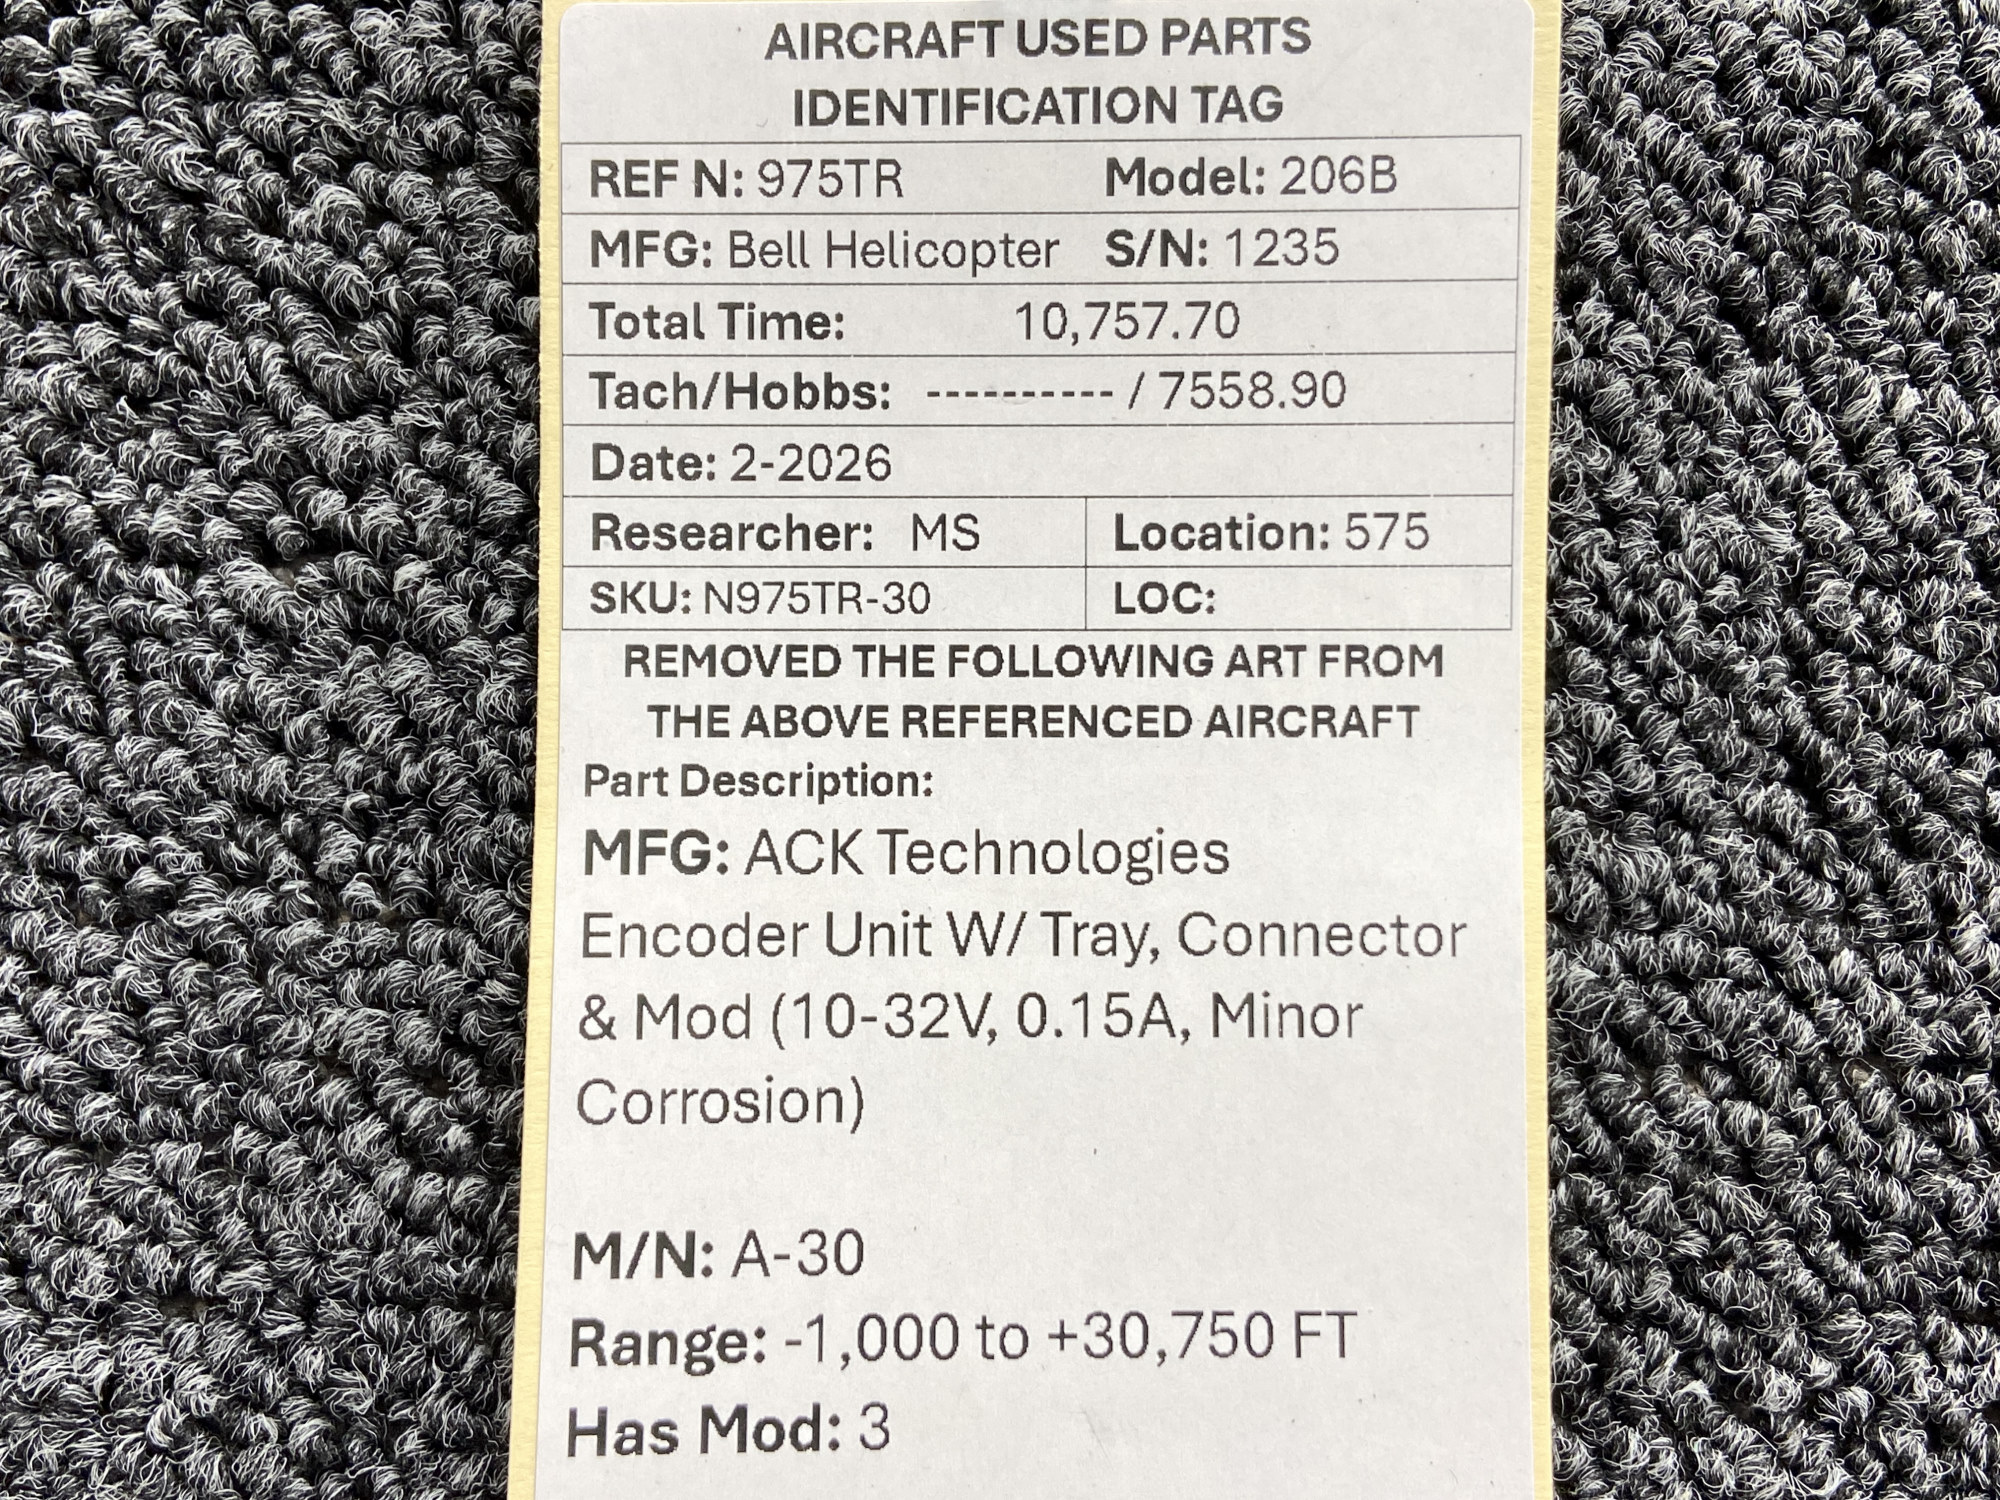 AIRCRAFT USED PARTS
IDENTIFICATION TAG
REF N: 975TR Model: 206B
MFG: Bell Helicopter S/N: 1235
Total Time: 10,757.70
Tach/Hobbs: ---------- / 7558.90
Date: 2-2026
Researcher: MS Location: 575
SKU: N975TR-30 LOC:
REMOVED THE FOLLOWING ART FROM
THE ABOVE REFERENCED AIRCRAFT
Part Description:
MFG: ACK Technologies
Encoder Unit W/ Tray, Connector
& Mod (10-32V, 0.15A, Minor
Corrosion)
M/N: A-30
Range: -1,000 to +30,750 FT
Has Mod: 3